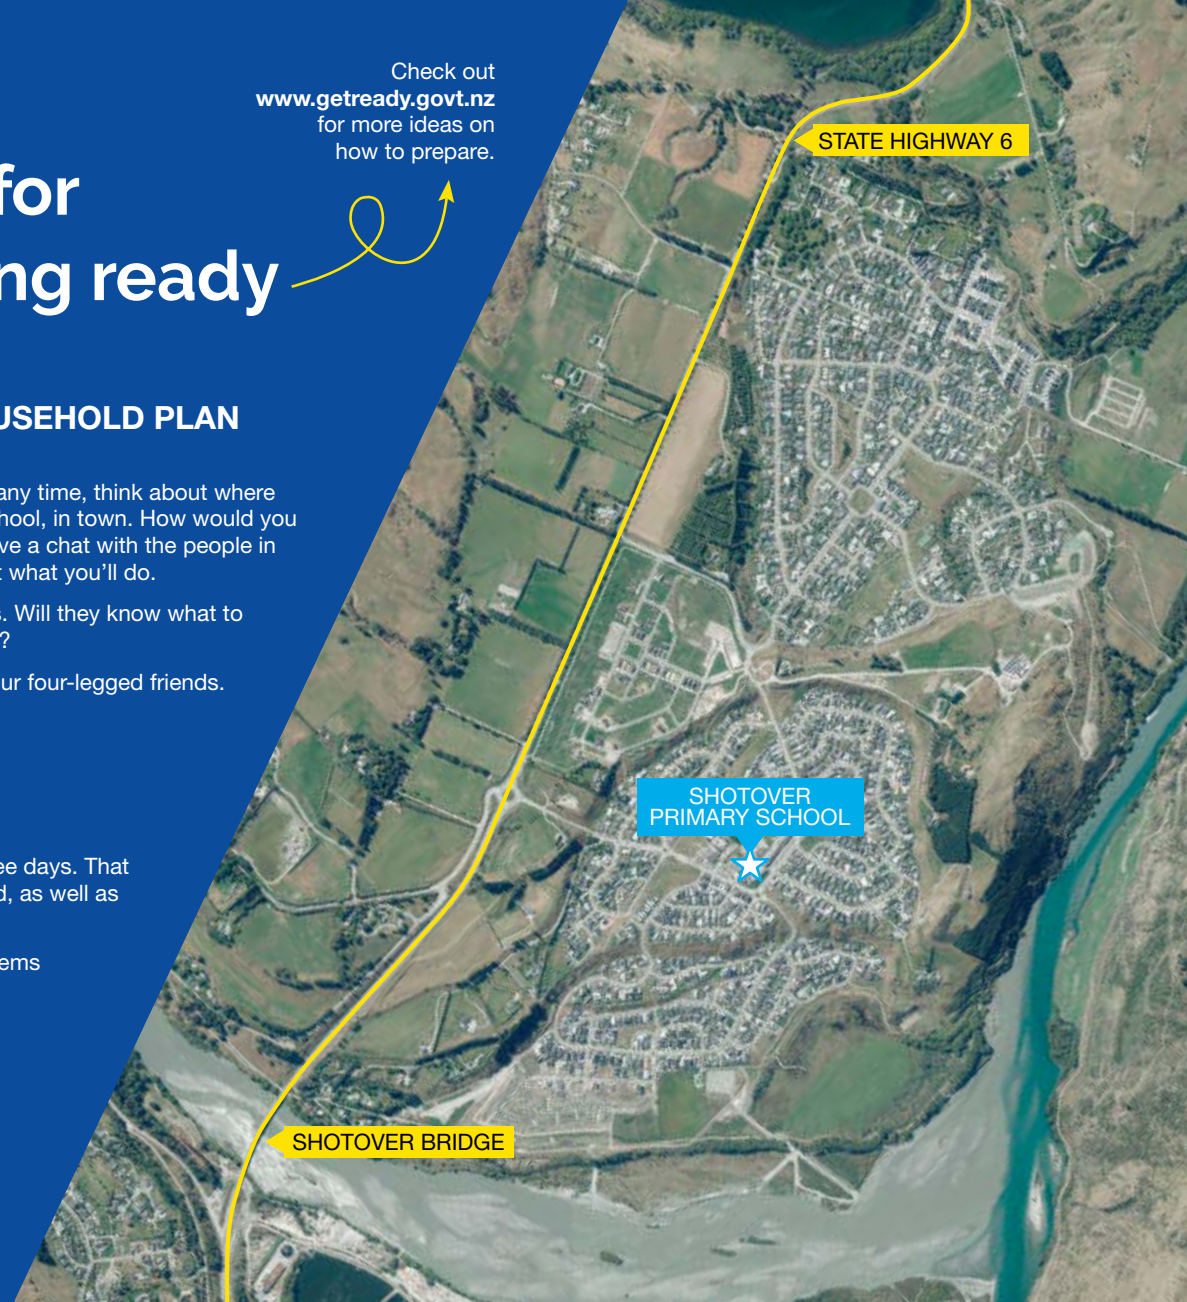 Check out
www.getready.govt.nz
for more ideas on
how to prepare.
for
ng ready
USEHOLD PLAN
any time, think about where
hool, in town. How would you
ve a chat with the people in
t what you’ll do.
s. Will they know what to
?
ur four-legged friends.
ee days. That
d, as well as
ems
STATE HIGHWAY 6
SHOTOVER
PRIMARY SCHOOL
SHOTOVER BRIDGE